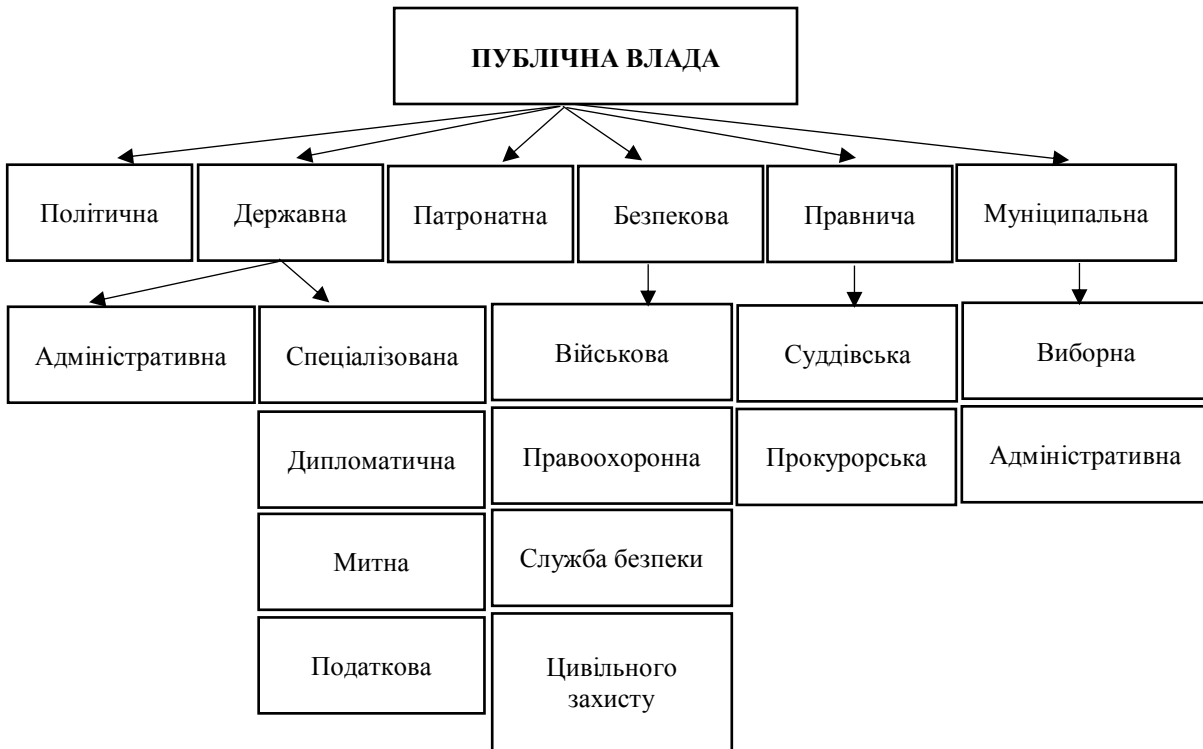 ПУБЛІЧНА ВЛАДА
Політична
Державна
Патронатна
Безпекова
Правнича
Муніципальна
Адміністративна
Спеціалізована
Військова
Суддівська
Виборна
Дипломатична
Правоохоронна
Прокурорська
Адміністративна
Митна
Служба безпеки
Податкова
Цивільного
захисту